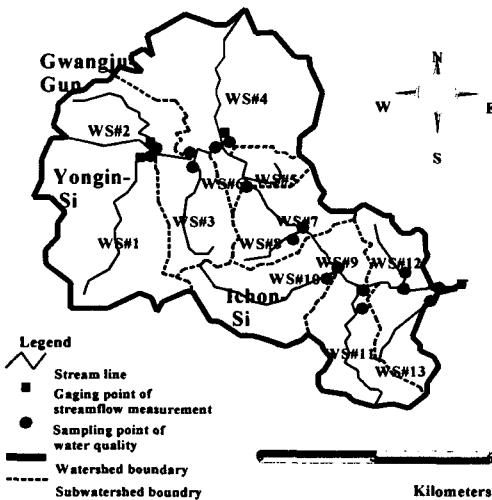 Gwangju
Gun
N
W
E
S
WS#4
WS#2
Yongin-
Si
WS#6
WS#5
WS#3
WS#7
WS#1
WS#8
WS#9
WS#10
WS#12
Ichon
Si
WS#11
WS#13
Legend
Stream line
Gaging point of
streamflow measurement
Sampling point of
water quality
Watershed boundary
Subwatershed boundry
Kilometers